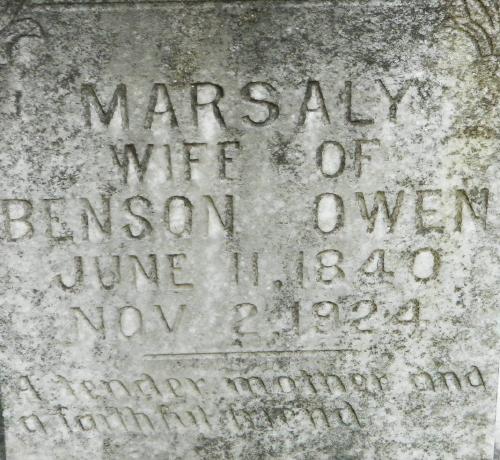 MARSALY
WIFE OF
BENSON OWEN
JUNE 11, 1840
NOV 2, 1924
A tender mother and
a faithful friend